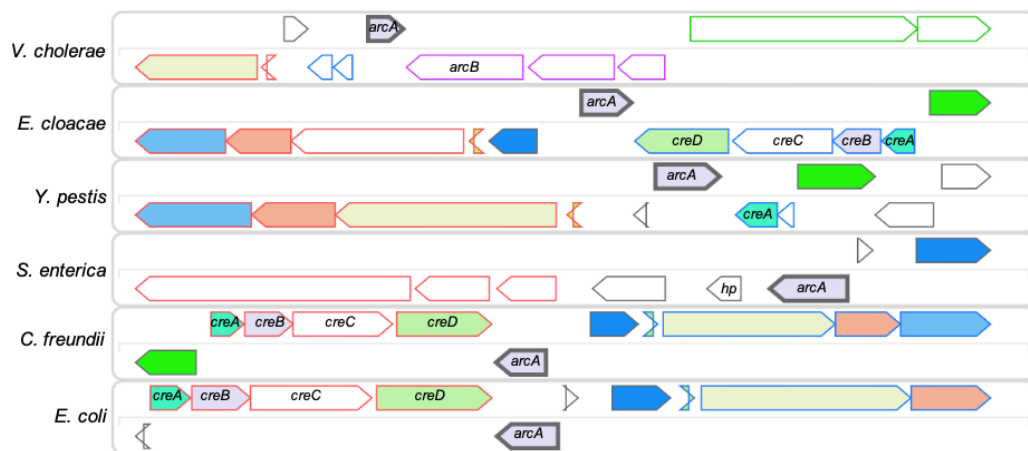 arcA
V. cholerae
arcB
arcA
E. cloacae
creD creC creB creA
arcA
Y. pestis
creA
S. enterica
hp arcA
creA creB creC creD
C. freundii
arcA
creA creB creC creD
E. coli
arcA